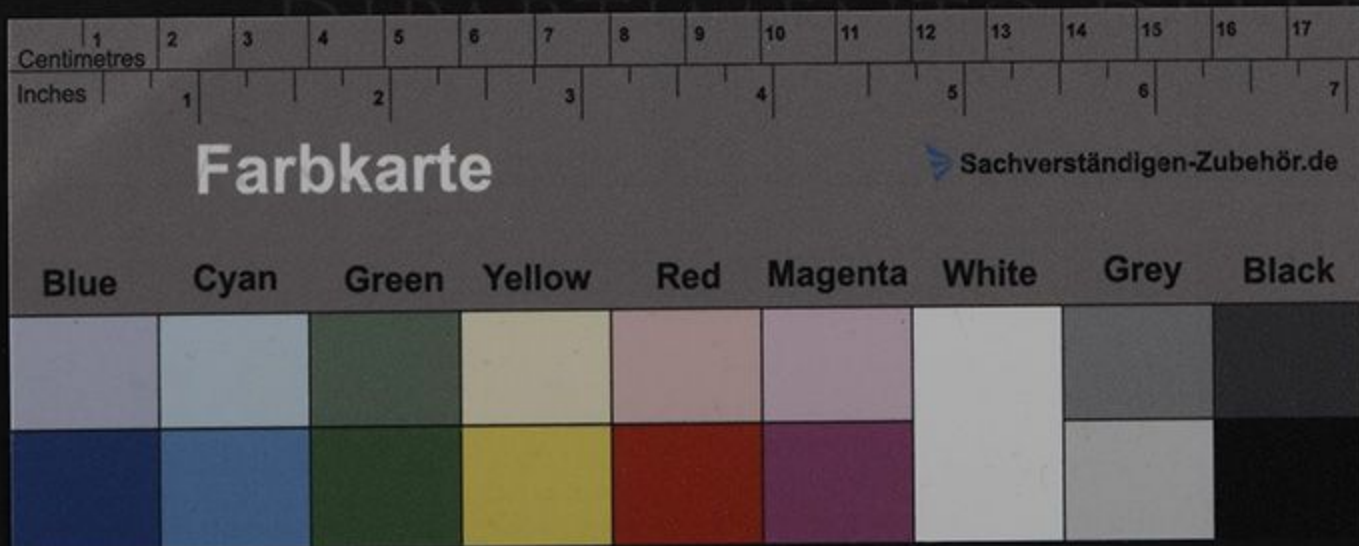 1 2 3 4 5 6 7 8 9 10 11 12 13 14 15 16 17
Centimetres
Inches 1 2 3 4 5 6 7
Farbkarte
Sachverständigen-Zubehör.de
Blue Cyan Green Yellow Red Magenta White Grey Black